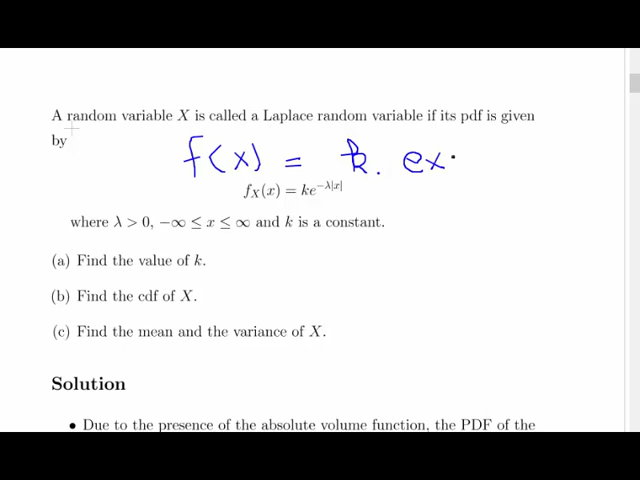 A random variable X is called a Laplace random variable if its pdf is given
by
f(x) = k. ex
f_X(x) = ke^{−λ|x|}
where λ > 0, −∞ ≤ x ≤ ∞ and k is a constant.
(a) Find the value of k.
(b) Find the cdf of X.
(c) Find the mean and the variance of X.
Solution
• Due to the presence of the absolute volume function, the PDF of the